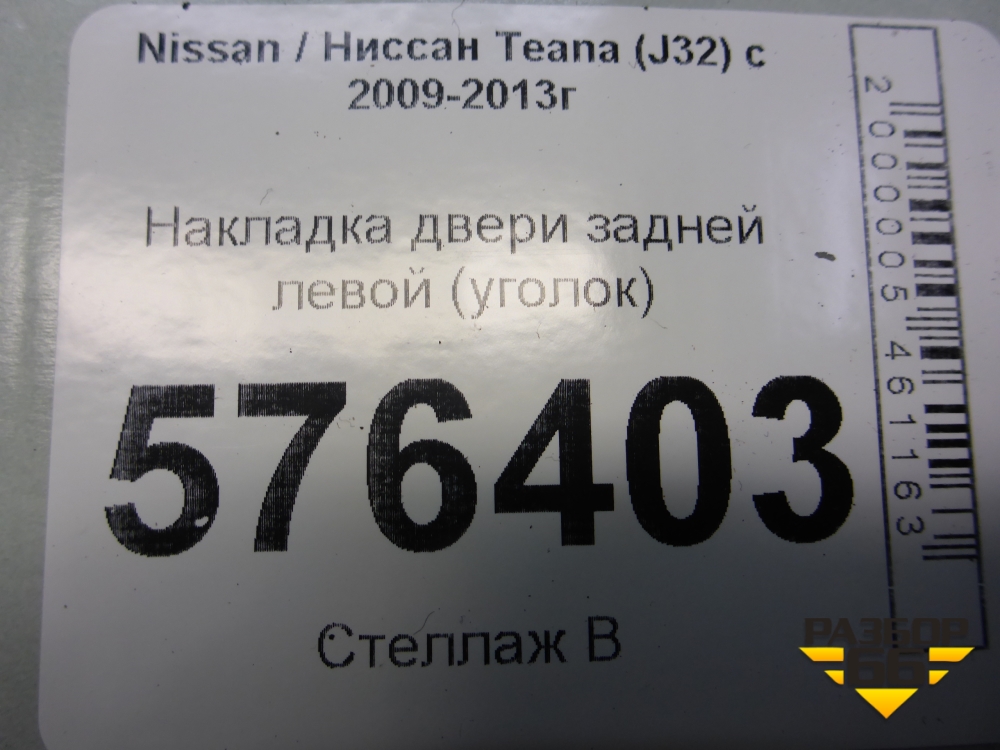 Nissan / Ниссан Teana (J32) с
2009-2013г
Накладка двери задней
левой (уголок)
576403
Стеллаж В
2000005461163
РАЗБОР
66